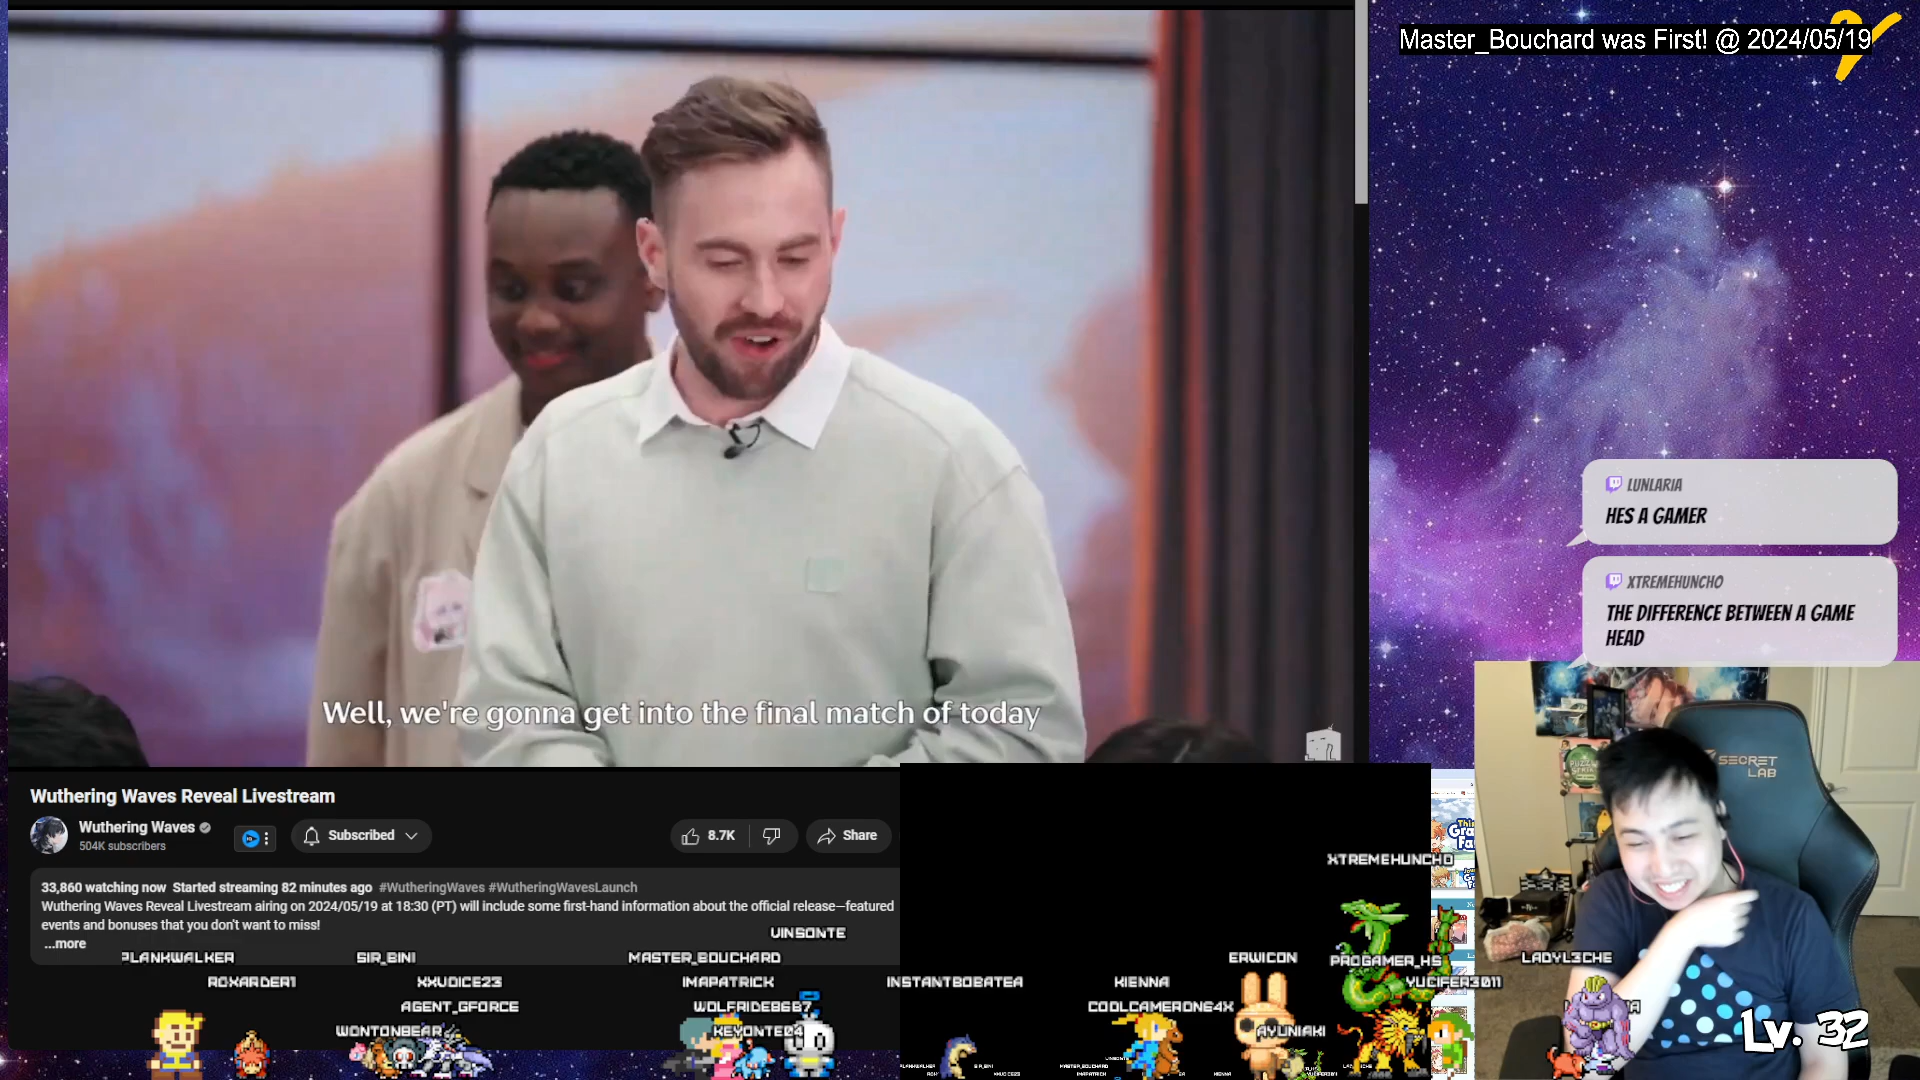 Master_Bouchard was First! @ 2024/05/19
LUNLARIA
HES A GAMER
XTREMEHUNCHO
THE DIFFERENCE BETWEEN A GAME
HEAD
Well, we're gonna get into the final match of today
SECRET
LAB
Wuthering Waves Reveal Livestream
Wuthering Waves
504K subscribers
Subscribed
8.7K
Share
33,860 watching now Started streaming 82 minutes ago #WutheringWaves #WutheringWavesLaunch
Wuthering Waves Reveal Livestream airing on 2024/05/19 at 18:30 (PT) will include some first-hand information about the official release—featured
events and bonuses that you don't want to miss!
...more
XTREMEHUNCHO
VINSONTE
PLANKWALKER
SIR_BINI
MASTER_BOUCHARD
ERWICON
PROGAMER_HS
LADYL3CHE
ROXARDER1
XXVOICE23
IMAPATRICK
INSTANTBOBATEA
KIENNA
YUCIFER3011
AGENT_GFORCE
WOLFRIDE8687
COOLCAMERONE4X
WONTONBEAR
KEYONTE04
AYUNIAKI
Lv. 32